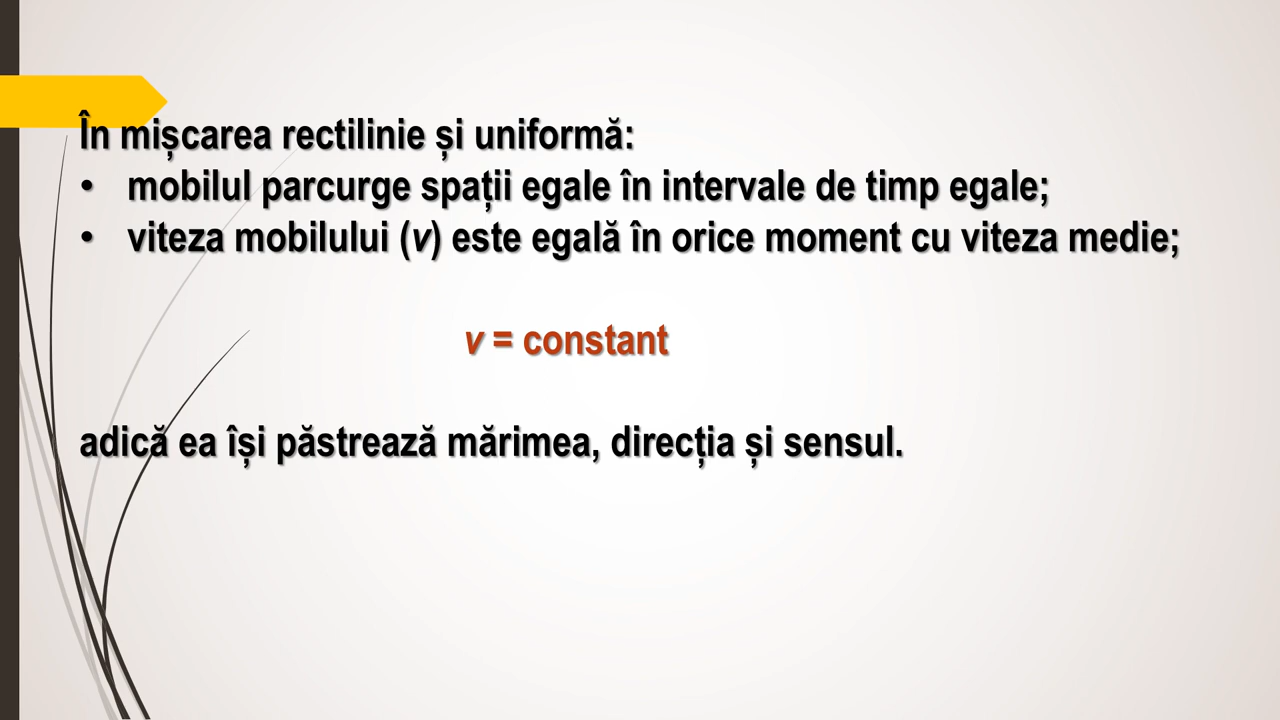 În mișcarea rectilinie și uniformă:
• mobilul parcurge spații egale în intervale de timp egale;
• viteza mobilului (v) este egală în orice moment cu viteza medie;
v = constant
adică ea își păstrează mărimea, direcția și sensul.